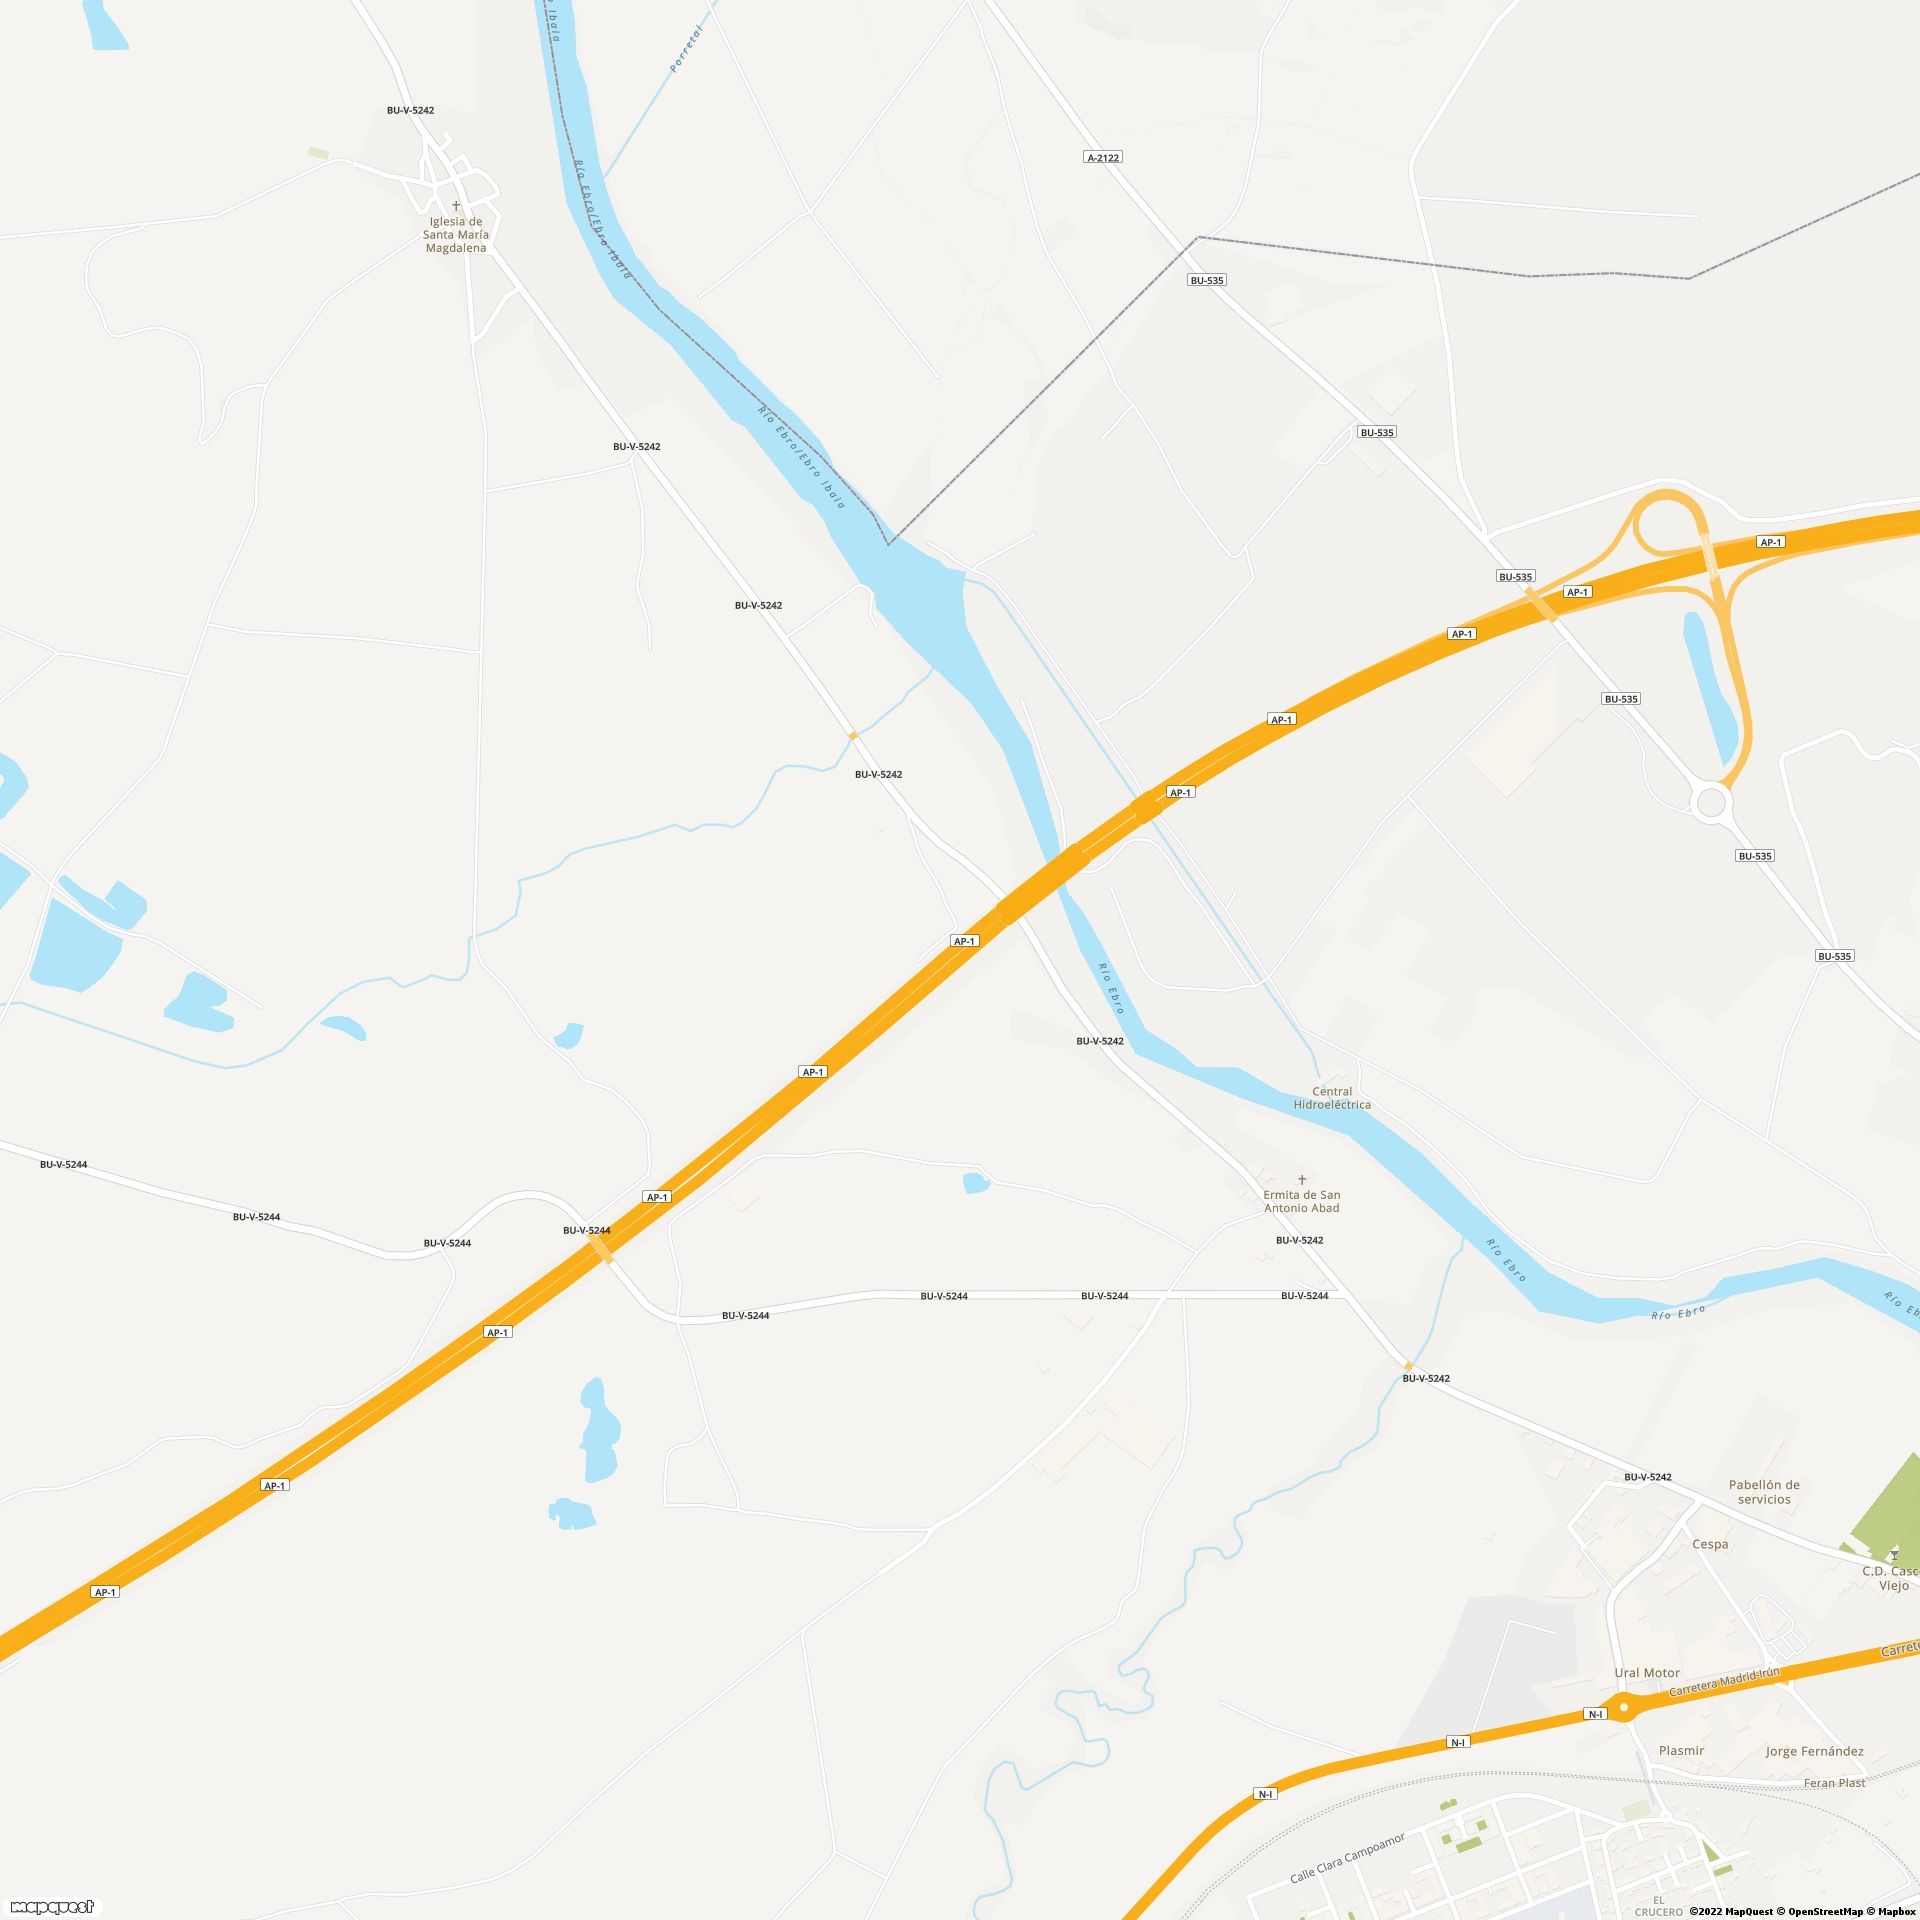 Ebro Ibaia
Porretal
BU-V-5242
A-2122
Río Ebro/Ebro Ibaia
Iglesia de
Santa María
Magdalena
BU-535
BU-535
BU-V-5242
Río Ebro/Ebro Ibaia
AP-1
BU-535
AP-1
BU-V-5242
AP-1
BU-535
AP-1
BU-V-5242
AP-1
BU-535
AP-1
BU-535
Río Ebro
BU-V-5242
AP-1
Central
Hidroeléctrica
BU-V-5244
AP-1
Ermita de San
Antonio Abad
BU-V-5244
BU-V-5244
BU-V-5244
BU-V-5242
Río Ebro
BU-V-5244
BU-V-5244
BU-V-5244
BU-V-5244
Río Ebro
Río
AP-1
BU-V-5242
BU-V-5242
AP-1
Pabellón de
servicios
Cespa
C.D. Casco
Viejo
AP-1
Carretera Madrid-Irún
Ural Motor
N-I
N-I
Plasmir
Jorge Fernández
Feran Plast
N-I
Calle Clara Campoamor
EL
CRUCERO
mapquest
©2022 MapQuest © OpenStreetMap © Mapbox